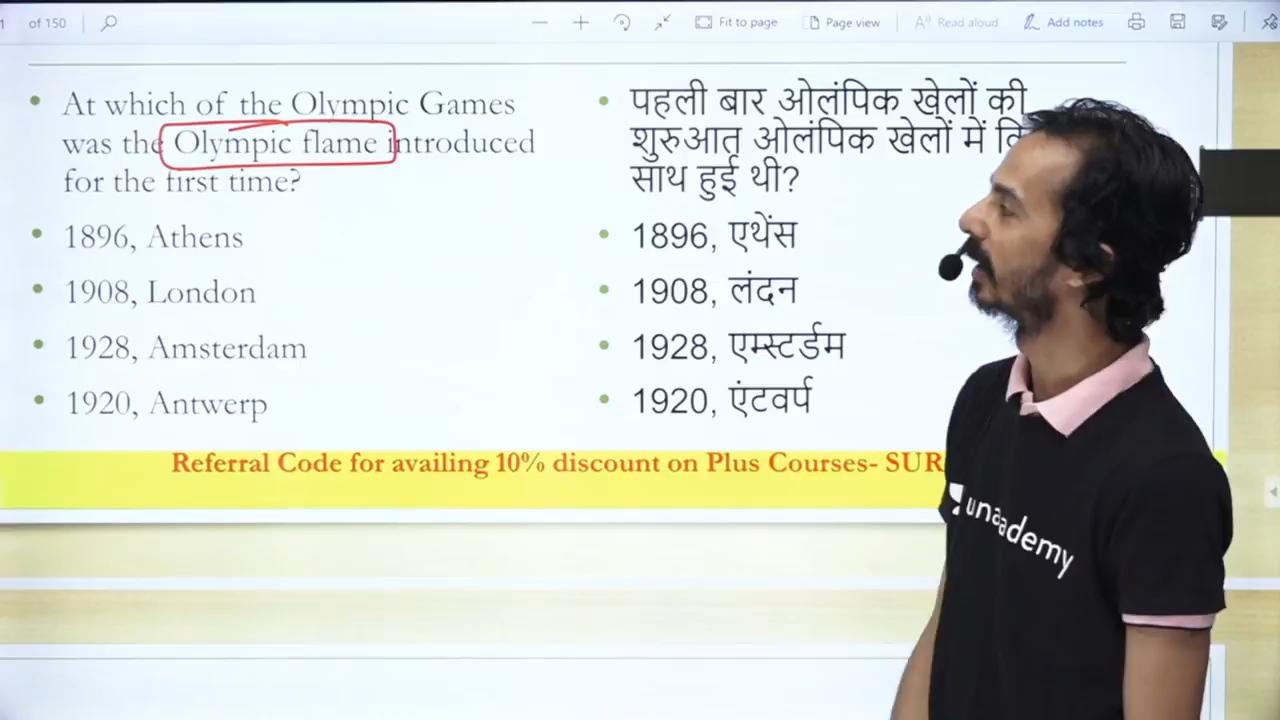 of 150
Fit to page
Page view
Read aloud
Add notes
At which of the Olympic Games
was the Olympic flame introduced
for the first time?
1896, Athens
1908, London
1928, Amsterdam
1920, Antwerp
पहली बार ओलंपिक खेलों की
शुरुआत ओलंपिक खेलों में
साथ हुई थी?
1896, एथेंस
1908, लंदन
1928, एम्स्टर्डम
1920, एंटवर्प
Referral Code for availing 10% discount on Plus Courses- SUR
unacademy